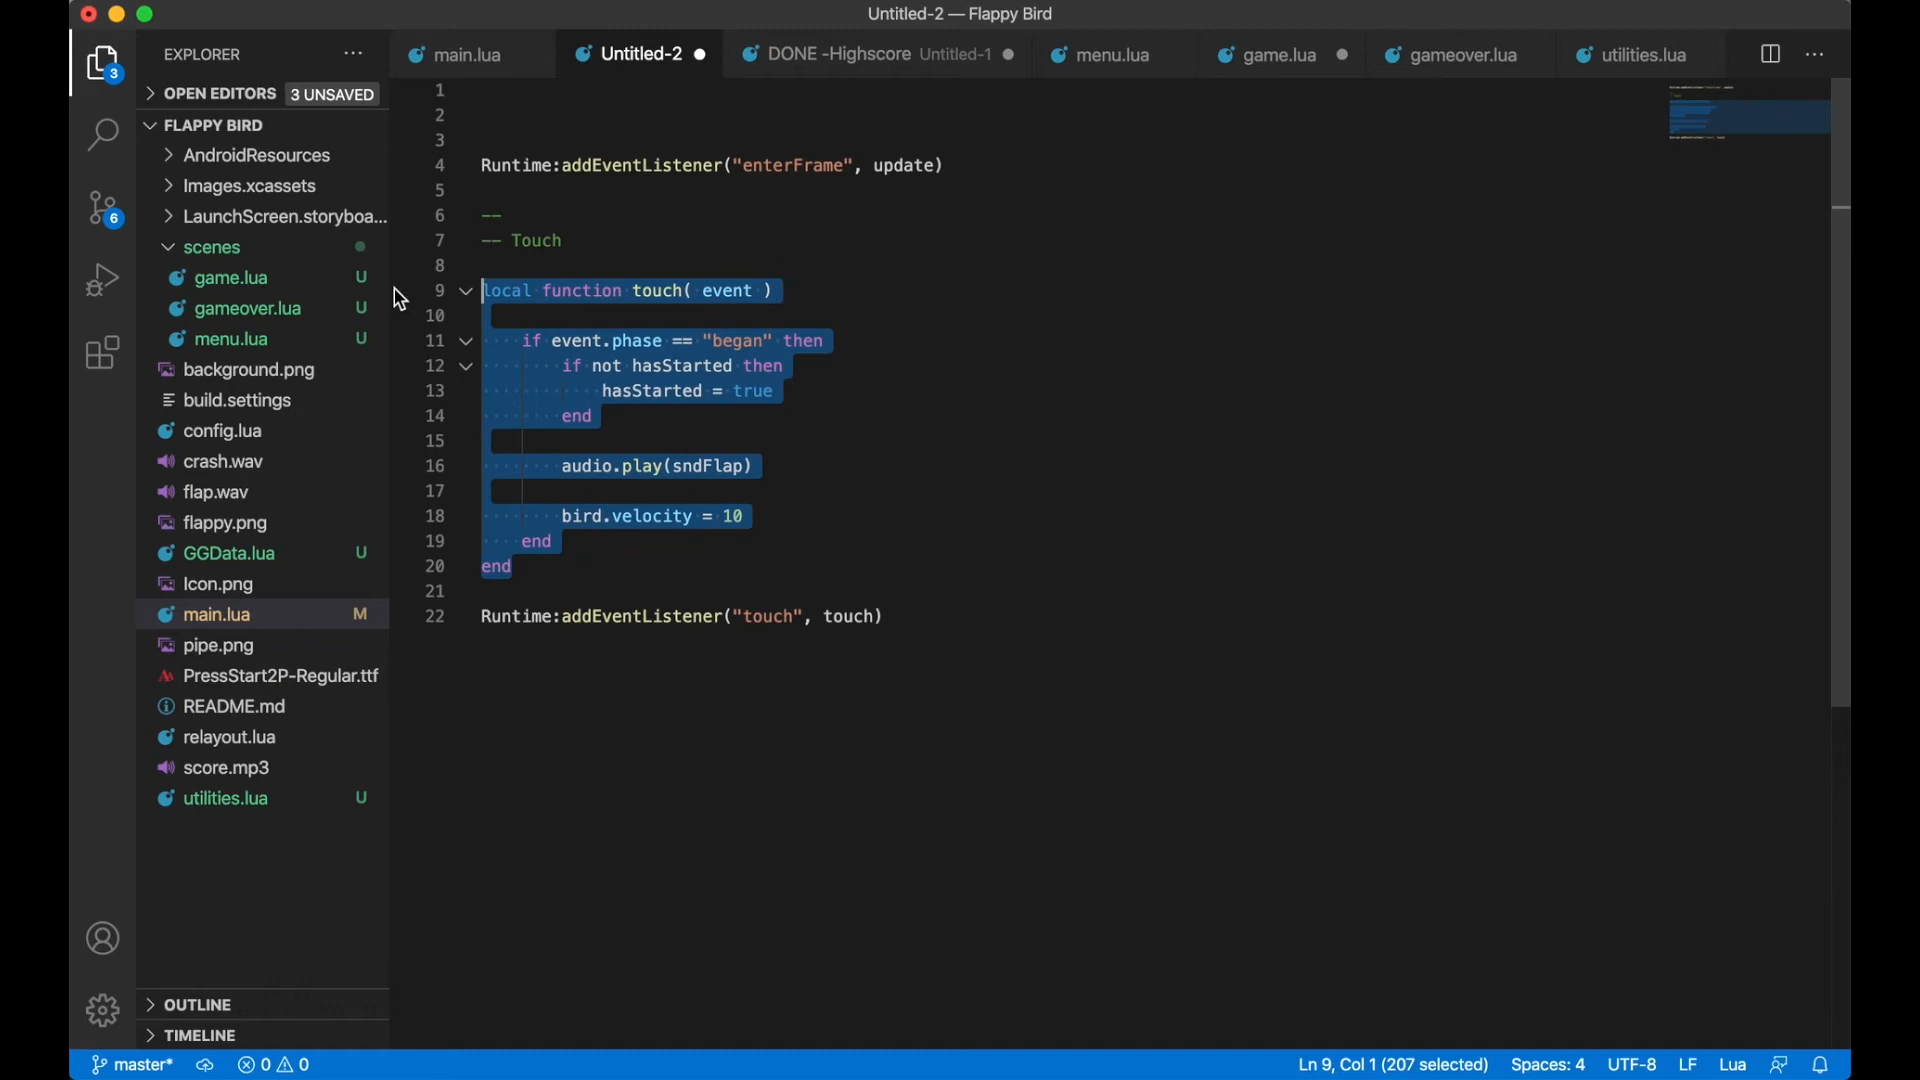 Untitled-2 — Flappy Bird
EXPLORER
main.lua
Untitled-2
DONE -Highscore Untitled-1
menu.lua
game.lua
gameover.lua
utilities.lua
3
6
OPEN EDITORS 3 UNSAVED
FLAPPY BIRD
AndroidResources
Images.xcassets
LaunchScreen.storyboa...
scenes
game.lua U
gameover.lua U
menu.lua U
background.png
build.settings
config.lua
crash.wav
flap.wav
flappy.png
GGData.lua U
Icon.png
main.lua M
pipe.png
PressStart2P-Regular.ttf
README.md
relayout.lua
score.mp3
utilities.lua U
OUTLINE
TIMELINE
1
2
3
4 Runtime:addEventListener("enterFrame", update)
5
6 --
7 -- Touch
8
9 local function touch( event )
10
11 if event.phase == "began" then
12 if not hasStarted then
13 hasStarted = true
14 end
15
16 audio.play(sndFlap)
17
18 bird.velocity = 10
19 end
20 end
21
22 Runtime:addEventListener("touch", touch)
master* 0 0 Ln 9, Col 1 (207 selected) Spaces: 4 UTF-8 LF Lua